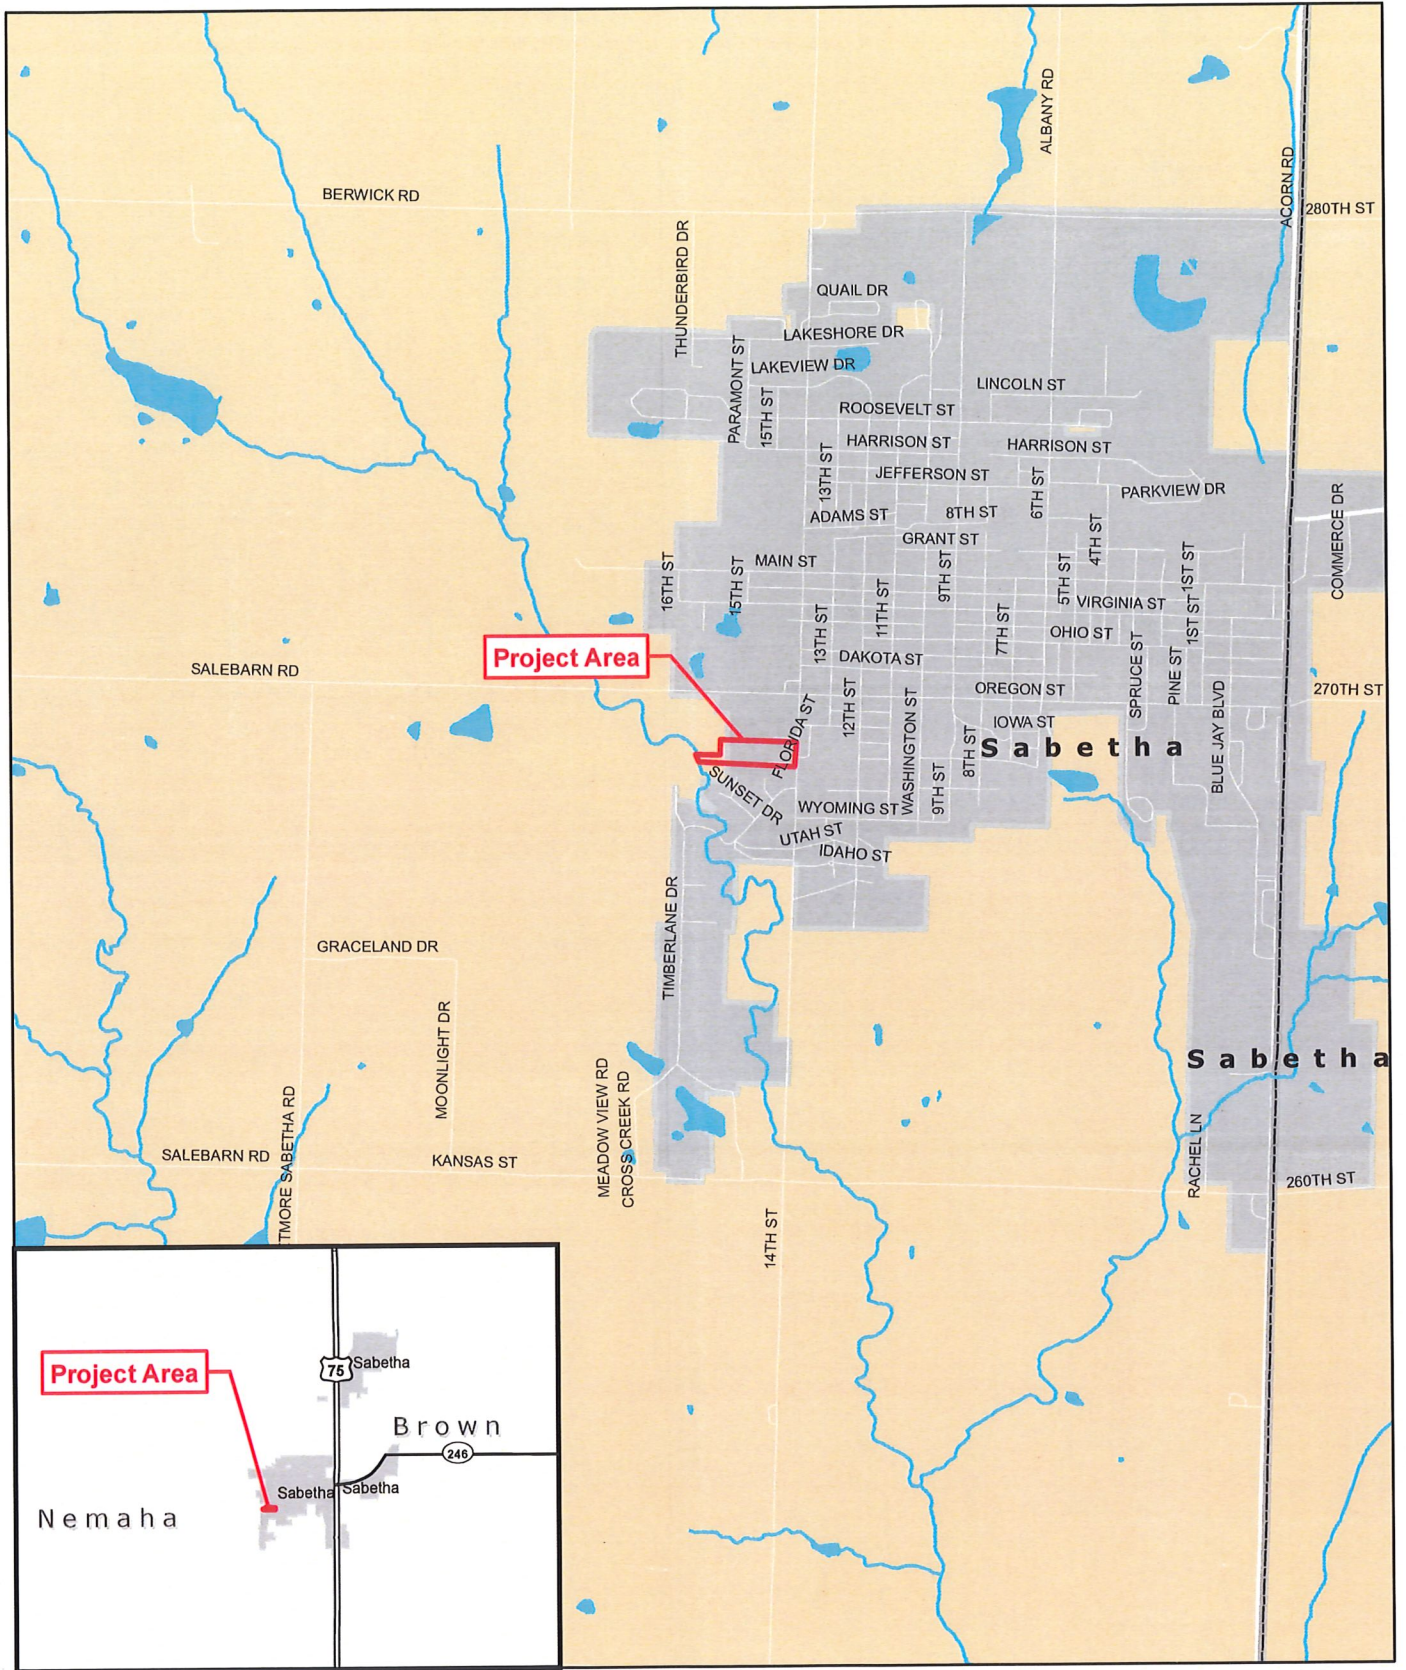 ALBANY RD
ACORN RD
BERWICK RD
280TH ST
THUNDERBIRD DR
QUAIL DR
LAKESHORE DR
PARAMONT ST
LAKEVIEW DR
LINCOLN ST
15TH ST
ROOSEVELT ST
HARRISON ST
HARRISON ST
13TH ST
JEFFERSON ST
6TH ST
PARKVIEW DR
COMMERCE DR
ADAMS ST
8TH ST
4TH ST
GRANT ST
16TH ST
15TH ST
MAIN ST
9TH ST
5TH ST
1ST ST
11TH ST
VIRGINIA ST
1ST ST
13TH ST
7TH ST
OHIO ST
Project Area
DAKOTA ST
SPRUCE ST
PINE ST
SALEBARN RD
12TH ST
OREGON ST
270TH ST
FLORIDA ST
WASHINGTON ST
IOWA ST
BLUE JAY BLVD
8TH ST
Sabetha
SUNSET DR
9TH ST
WYOMING ST
UTAH ST
IDAHO ST
TIMBERLANE DR
GRACELAND DR
MOONLIGHT DR
Sabetha
MEADOW VIEW RD
CROSS CREEK RD
TMORE SABETHA RD
SALEBARN RD
KANSAS ST
RACHEL LN
260TH ST
14TH ST
75
Sabetha
Project Area
Brown
246
Sabetha
Sabetha
Nemaha